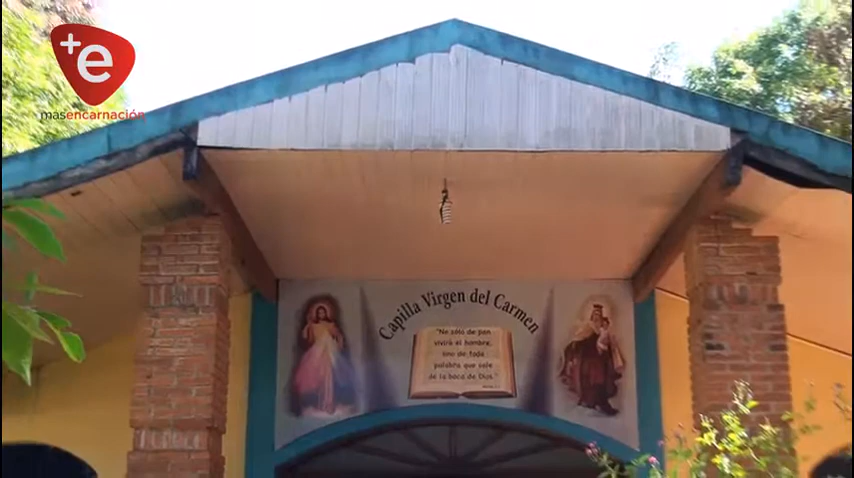 +e
masencarnación
Capilla Virgen Del Carmen
"No sólo de pan
vivirá el hombre,
sino de toda
palabra que sale
de la boca de Dios."